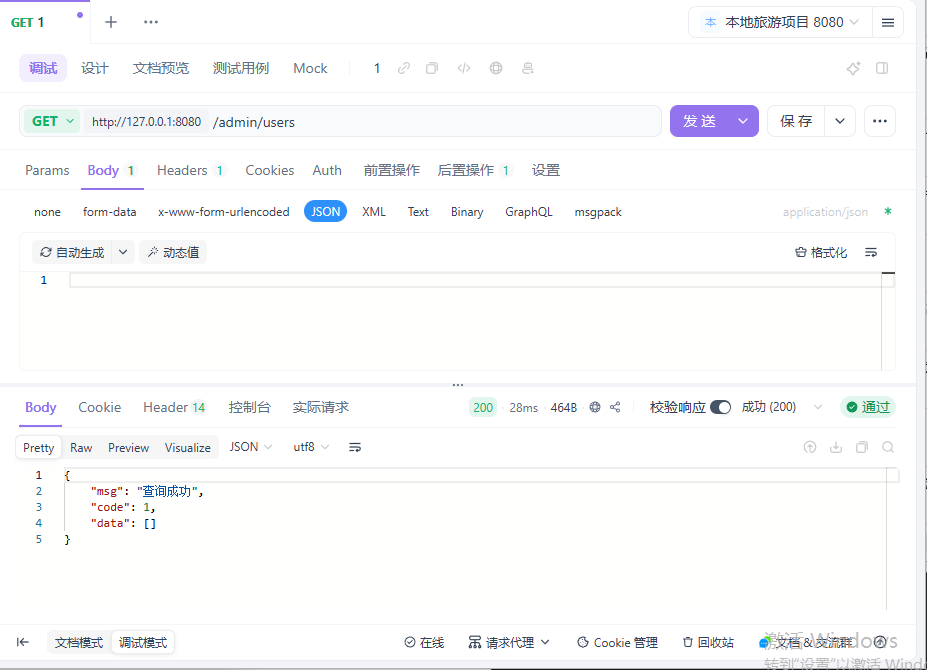 GET 1
本地旅游项目 8080
调试 设计 文档预览 测试用例 Mock 1
GET http://127.0.0.1:8080 /admin/users 发 送 保 存
Params Body 1 Headers 1 Cookies Auth 前置操作 后置操作 1 设置
none form-data x-www-form-urlencoded JSON XML Text Binary GraphQL msgpack application/json *
自动生成 动态值 格式化
1
Body Cookie Header 14 控制台 实际请求 200 28ms 464B 校验响应 成功 (200) 通过
Pretty Raw Preview Visualize JSON utf8
1 {
2 "msg": "查询成功",
3 "code": 1,
4 "data": []
5 }
文档模式 调试模式 在线 请求代理 Cookie 管理 回收站 文档 & 交流群
激活 Windows
转到"设置"以激活 Wind